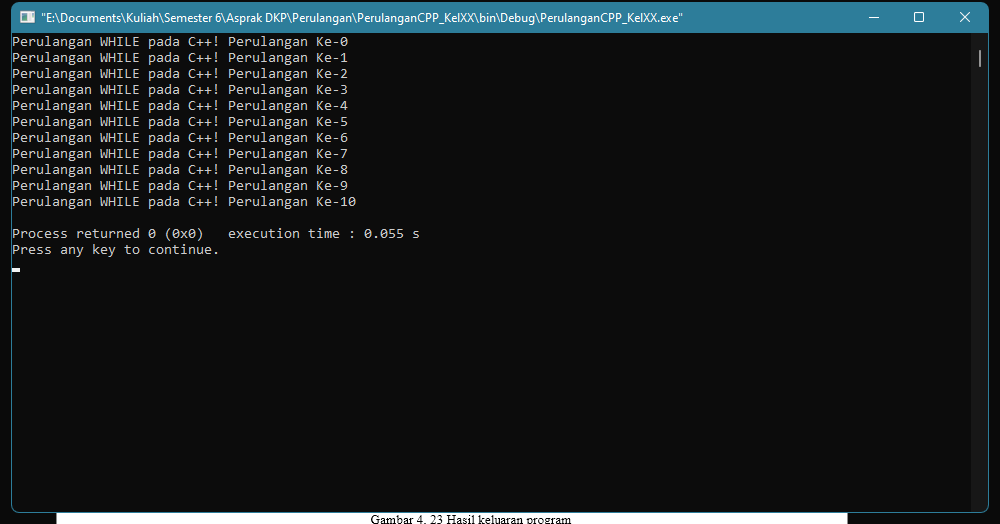 "E:\Documents\Kuliah\Semester 6\Asprak DKP\Perulangan\PerulanganCPP_KelXX\bin\Debug\PerulanganCPP_KelXX.exe"
Perulangan WHILE pada C++! Perulangan Ke-0
Perulangan WHILE pada C++! Perulangan Ke-1
Perulangan WHILE pada C++! Perulangan Ke-2
Perulangan WHILE pada C++! Perulangan Ke-3
Perulangan WHILE pada C++! Perulangan Ke-4
Perulangan WHILE pada C++! Perulangan Ke-5
Perulangan WHILE pada C++! Perulangan Ke-6
Perulangan WHILE pada C++! Perulangan Ke-7
Perulangan WHILE pada C++! Perulangan Ke-8
Perulangan WHILE pada C++! Perulangan Ke-9
Perulangan WHILE pada C++! Perulangan Ke-10
Process returned 0 (0x0)   execution time : 0.055 s
Press any key to continue.
Gambar 4. 23 Hasil keluaran program